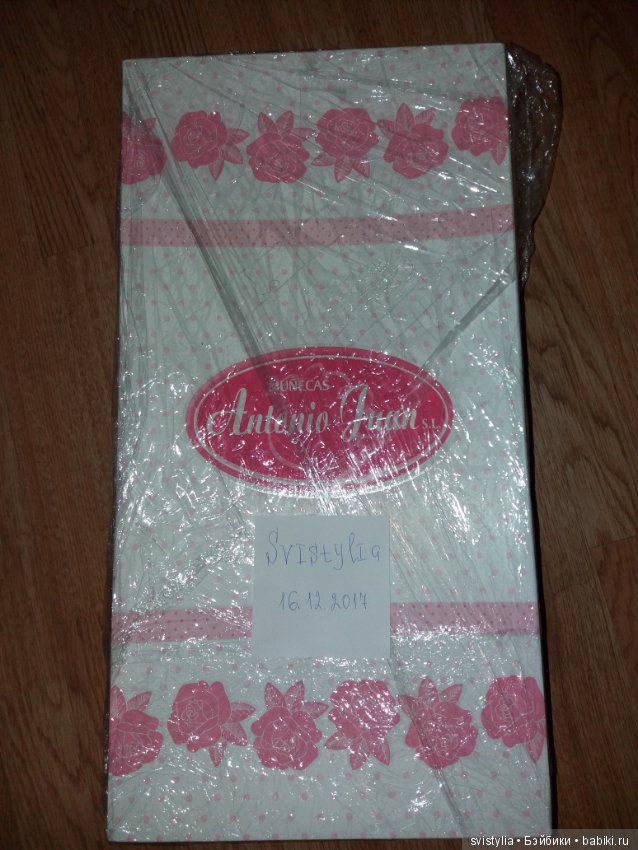 MUÑECAS
Antonio Juan S.L.
Svistylia
16.12.2017
svistylia • Бэйбики • babiki.ru